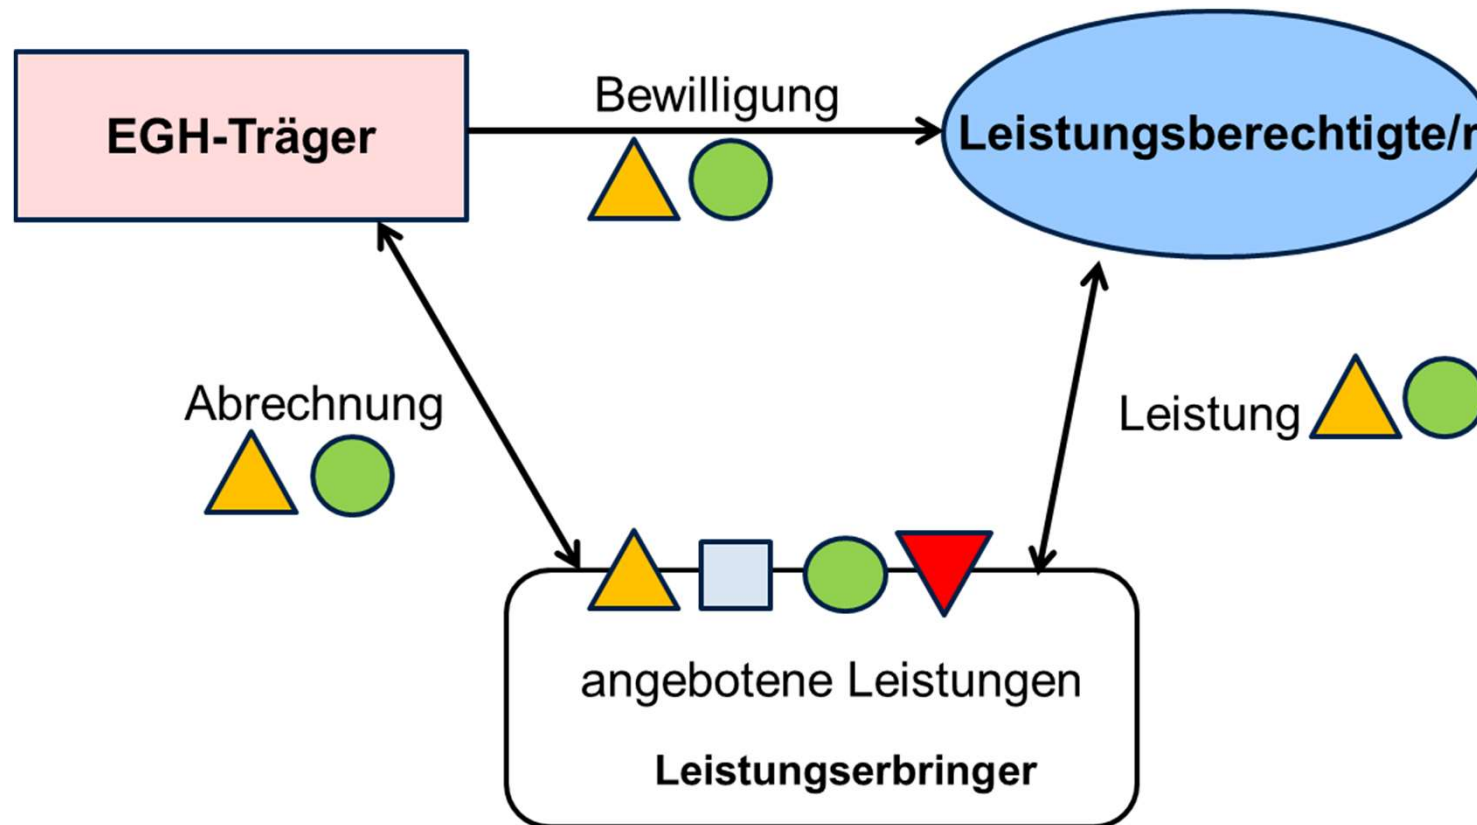 Bewilligung
EGH-Träger
Leistungsberechtigte/r
Abrechnung
Leistung
angebotene Leistungen
Leistungserbringer